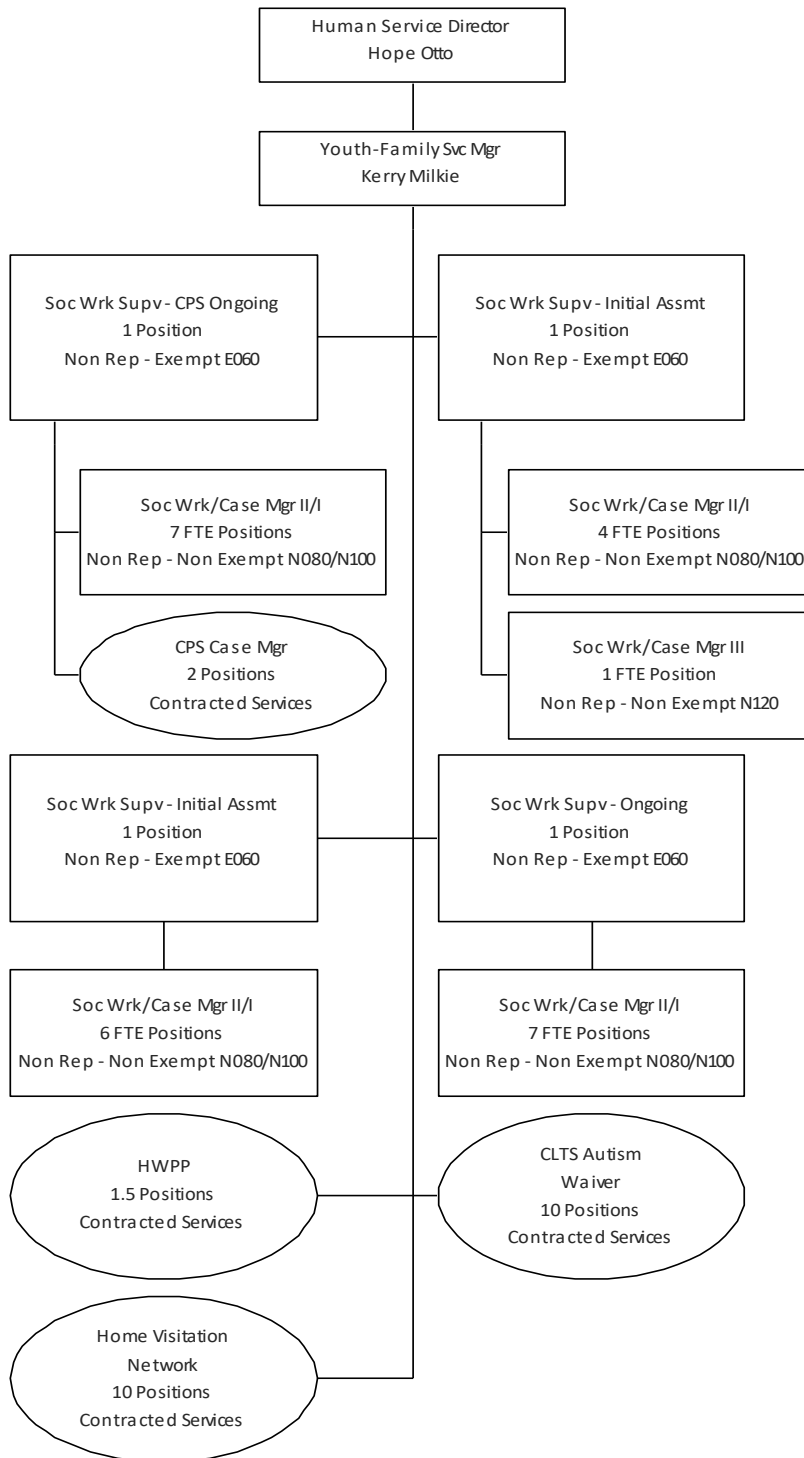 Human Service Director
Hope Otto
Youth-Family Svc Mgr
Kerry Milkie
Soc Wrk Supv - CPS Ongoing
1 Position
Non Rep - Exempt E060
Soc Wrk Supv - Initial Assmt
1 Position
Non Rep - Exempt E060
Soc Wrk/Case Mgr II/I
7 FTE Positions
Non Rep - Non Exempt N080/N100
Soc Wrk/Case Mgr II/I
4 FTE Positions
Non Rep - Non Exempt N080/N100
CPS Case Mgr
2 Positions
Contracted Services
Soc Wrk/Case Mgr III
1 FTE Position
Non Rep - Non Exempt N120
Soc Wrk Supv - Initial Assmt
1 Position
Non Rep - Exempt E060
Soc Wrk Supv - Ongoing
1 Position
Non Rep - Exempt E060
Soc Wrk/Case Mgr II/I
6 FTE Positions
Non Rep - Non Exempt N080/N100
Soc Wrk/Case Mgr II/I
7 FTE Positions
Non Rep - Non Exempt N080/N100
HWPP
1.5 Positions
Contracted Services
CLTS Autism
Waiver
10 Positions
Contracted Services
Home Visitation
Network
10 Positions
Contracted Services